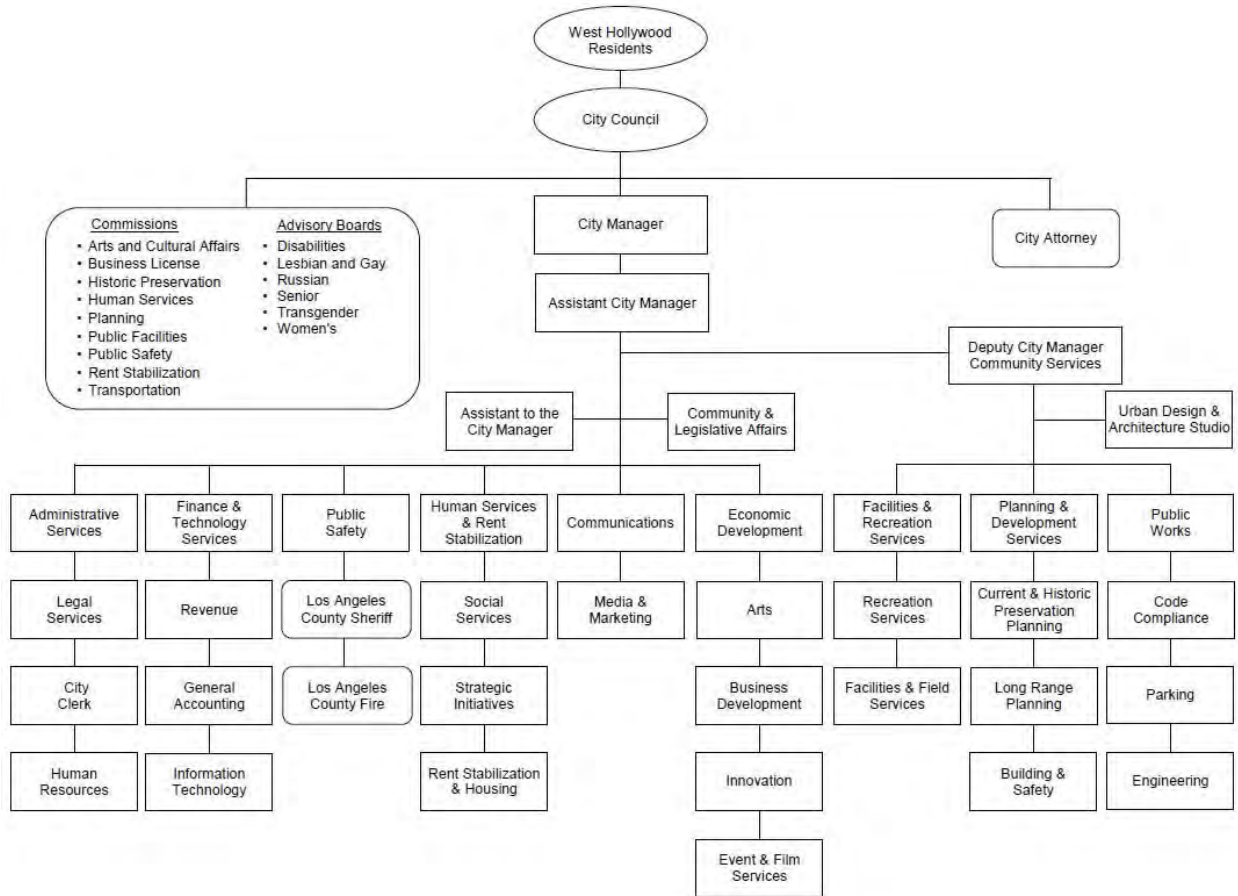 West Hollywood
Residents
City Council
Commissions
• Arts and Cultural Affairs
• Business License
• Historic Preservation
• Human Services
• Planning
• Public Facilities
• Public Safety
• Rent Stabilization
• Transportation
Advisory Boards
• Disabilities
• Lesbian and Gay
• Russian
• Senior
• Transgender
• Women's
City Manager
City Attorney
Assistant City Manager
Deputy City Manager
Community Services
Assistant to the
City Manager
Community &
Legislative Affairs
Urban Design &
Architecture Studio
Administrative
Services
Legal
Services
City
Clerk
Human
Resources
Finance &
Technology
Services
Revenue
General
Accounting
Information
Technology
Public
Safety
Los Angeles
County Sheriff
Los Angeles
County Fire
Human Services
& Rent
Stabilization
Social
Services
Strategic
Initiatives
Rent Stabilization
& Housing
Communications
Media &
Marketing
Economic
Development
Arts
Business
Development
Innovation
Event & Film
Services
Facilities &
Recreation
Services
Recreation
Services
Facilities & Field
Services
Planning &
Development
Services
Current & Historic
Preservation
Planning
Long Range
Planning
Building &
Safety
Public
Works
Code
Compliance
Parking
Engineering